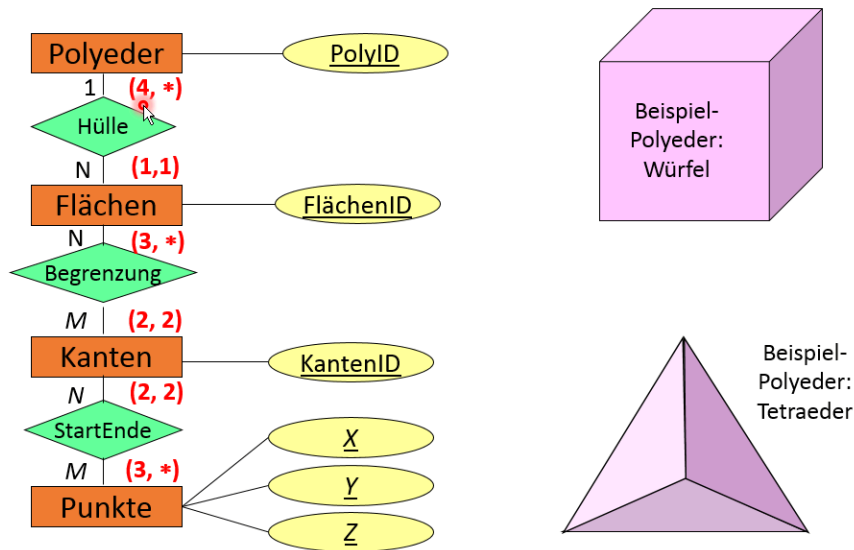 Polyeder
PolyID
1
(4, *)
Hülle
N
(1,1)
Flächen
FlächenID
N
(3, *)
Begrenzung
M
(2, 2)
Kanten
KantenID
N
(2, 2)
StartEnde
M
(3, *)
Punkte
X
Y
Z
Beispiel-
Polyeder:
Würfel
Beispiel-
Polyeder:
Tetraeder